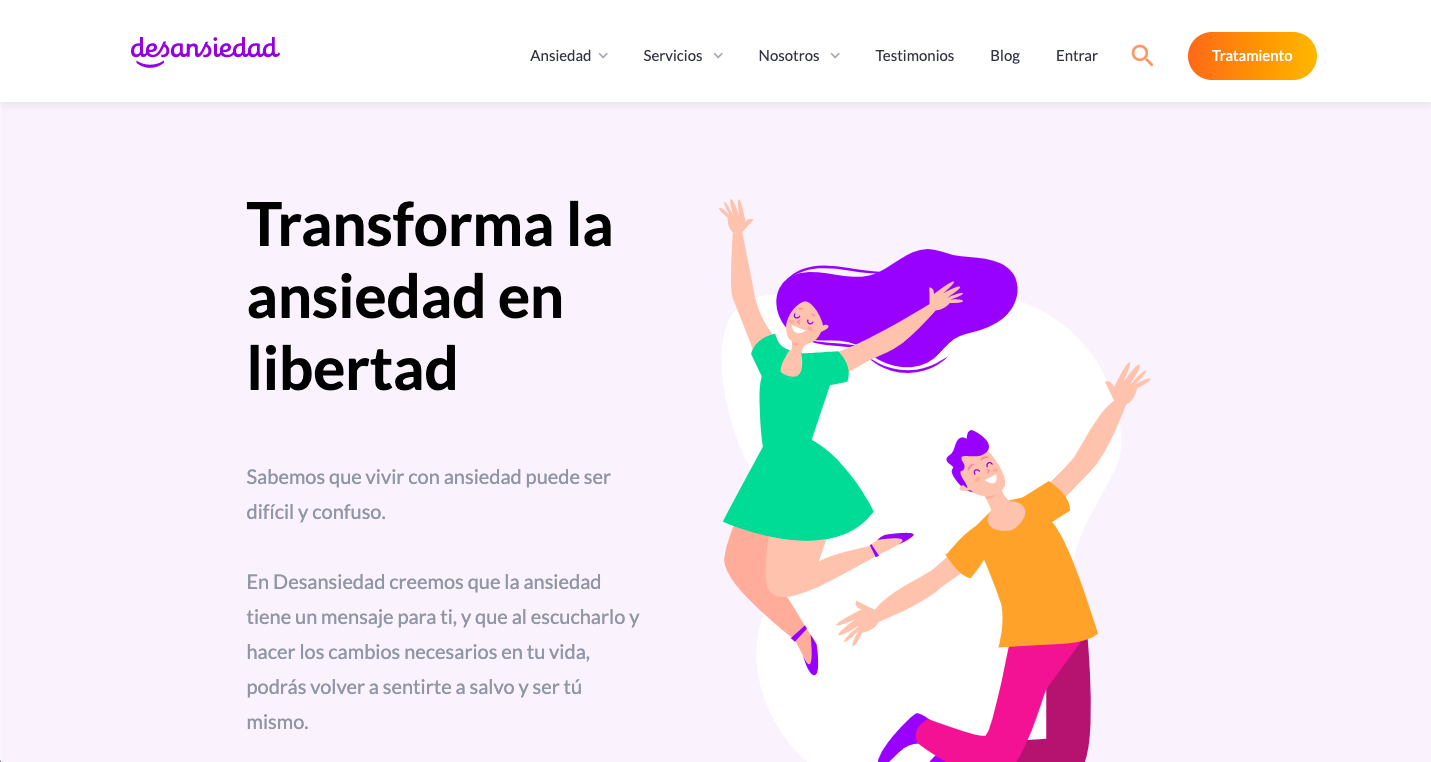 desansiedad
Ansiedad
Servicios
Nosotros
Testimonios
Blog
Entrar
Tratamiento
Transforma la
ansiedad en
libertad
Sabemos que vivir con ansiedad puede ser
difícil y confuso.
En Desansiedad creemos que la ansiedad
tiene un mensaje para ti, y que al escucharlo y
hacer los cambios necesarios en tu vida,
podrás volver a sentirte a salvo y ser tú
mismo.